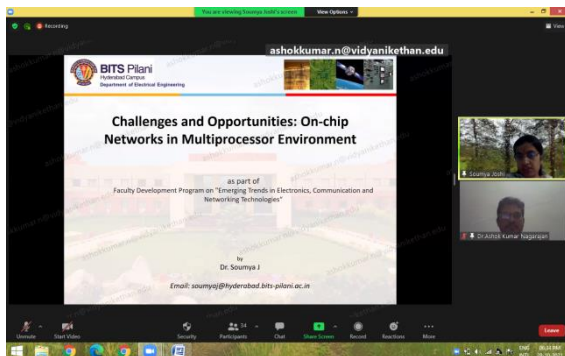 You are viewing Soumya Joshi's screen View Options
Recording
View
ashokkumar.n@vidyanikethan.edu
BITS Pilani
Hyderabad Campus
Department of Electrical Engineering
Challenges and Opportunities: On-chip
Networks in Multiprocessor Environment
as part of
Faculty Development Program on "Emerging Trends in Electronics, Communication and
Networking Technologies"
by
Dr. Soumya J
Email: soumyaj@hyderabad.bits-pilani.ac.in
Soumya Joshi
Dr.Ashok Kumar Nagarajan
34
Unmute Start Video Security Participants Chat Share Screen Record Reactions More Leave
ENG